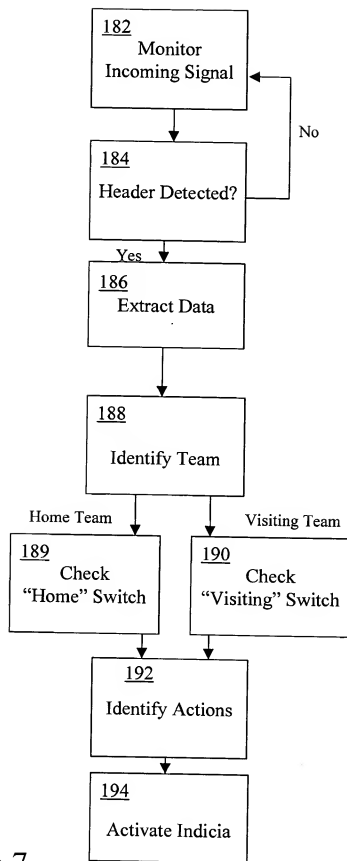 182
Monitor
Incoming Signal
No
184
Header Detected?
Yes
186
Extract Data
188
Identify Team
Home Team
Visiting Team
189
Check
“Home” Switch
190
Check
“Visiting” Switch
192
Identify Actions
194
Activate Indicia
7